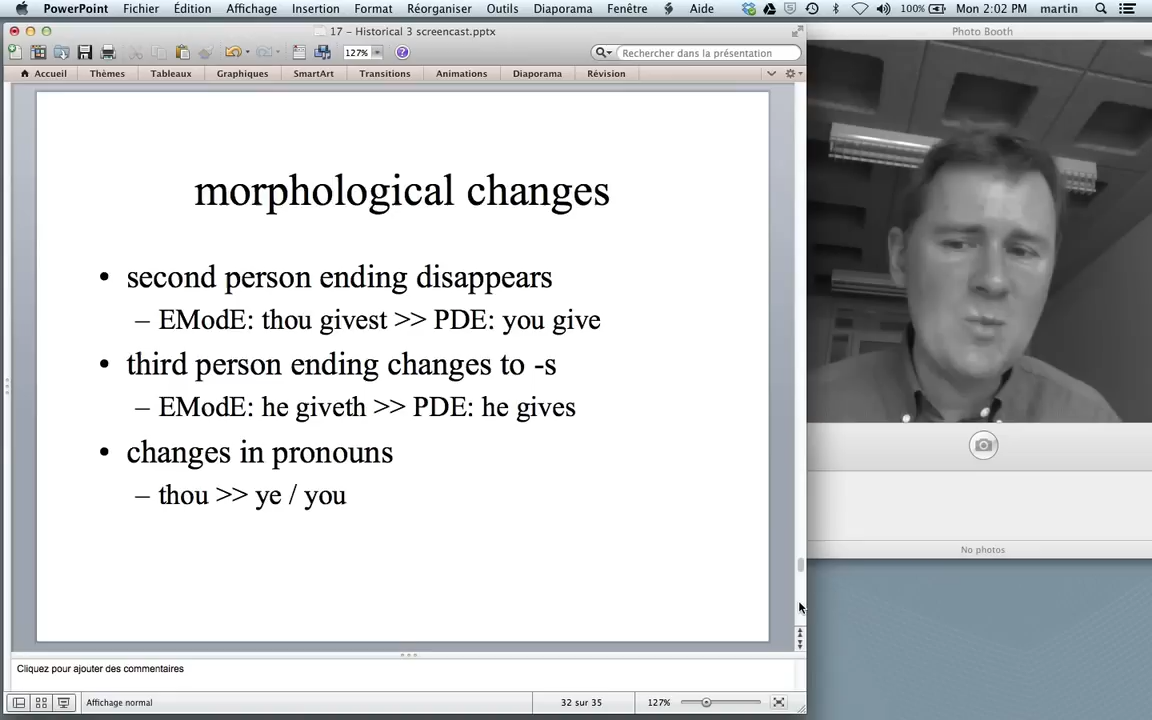 PowerPoint Fichier Édition Affichage Insertion Format Réorganiser Outils Diaporama Fenêtre Aide 100% Mon 2:02 PM martin
17 – Historical 3 screencast.pptx
Photo Booth
127%
Rechercher dans la présentation
Accueil Thèmes Tableaux Graphiques SmartArt Transitions Animations Diaporama Révision
morphological changes
• second person ending disappears
– EModE: thou givest >> PDE: you give
• third person ending changes to -s
– EModE: he giveth >> PDE: he gives
• changes in pronouns
– thou >> ye / you
No photos
Cliquez pour ajouter des commentaires
Affichage normal 32 sur 35 127%